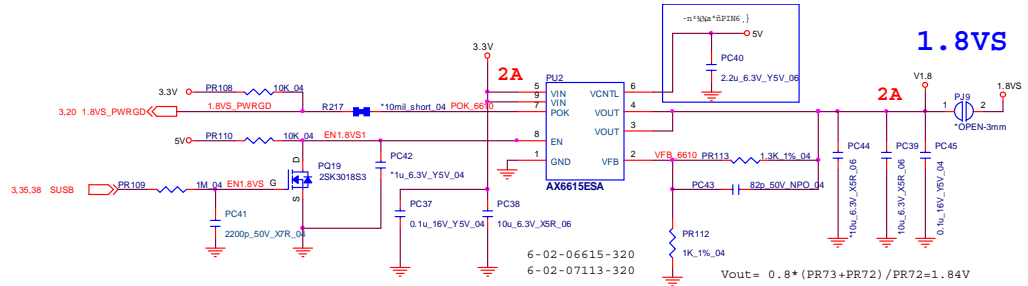 1.8VS
5V
PC40
2.2u_6.3V_Y5V_06
3.3V
2A
PU2
5 VIN
9 VIN
7 POK
8 EN
1 GND
VCNTL 6
VOUT 4
VOUT 3
VFB 2
AX6615ESA
3.3V
PR108
10K_04
3,20 1.8VS_PWRGD
1.8VS_PWRGD
R217
*10mil_short_04
5V
PR110
10K_04
EN1.8VS1
3,35,38 SUSB
PR109
1M_04
EN1.8VS
D
G
S
PQ19
2SK3018S3
PC41
2200p_50V_X7R_04
PC42
*1u_6.3V_Y5V_04
PC37
0.1u_16V_Y5V_04
PC38
10u_6.3V_X5R_06
VFB_6610
PR113
1.3K_1%_04
PC43
82p_50V_NPO_04
PR112
1K_1%_04
2A
V1.8
1.8VS
PJ9
1
2
*OPEN-3mm
PC44
*10u_6.3V_X5R_06
PC39
10u_6.3V_X5R_06
PC45
0.1u_16V_Y5V_04
6-02-06615-320
6-02-07113-320
Vout= 0.8*(PR73+PR72)/PR72=1.84V